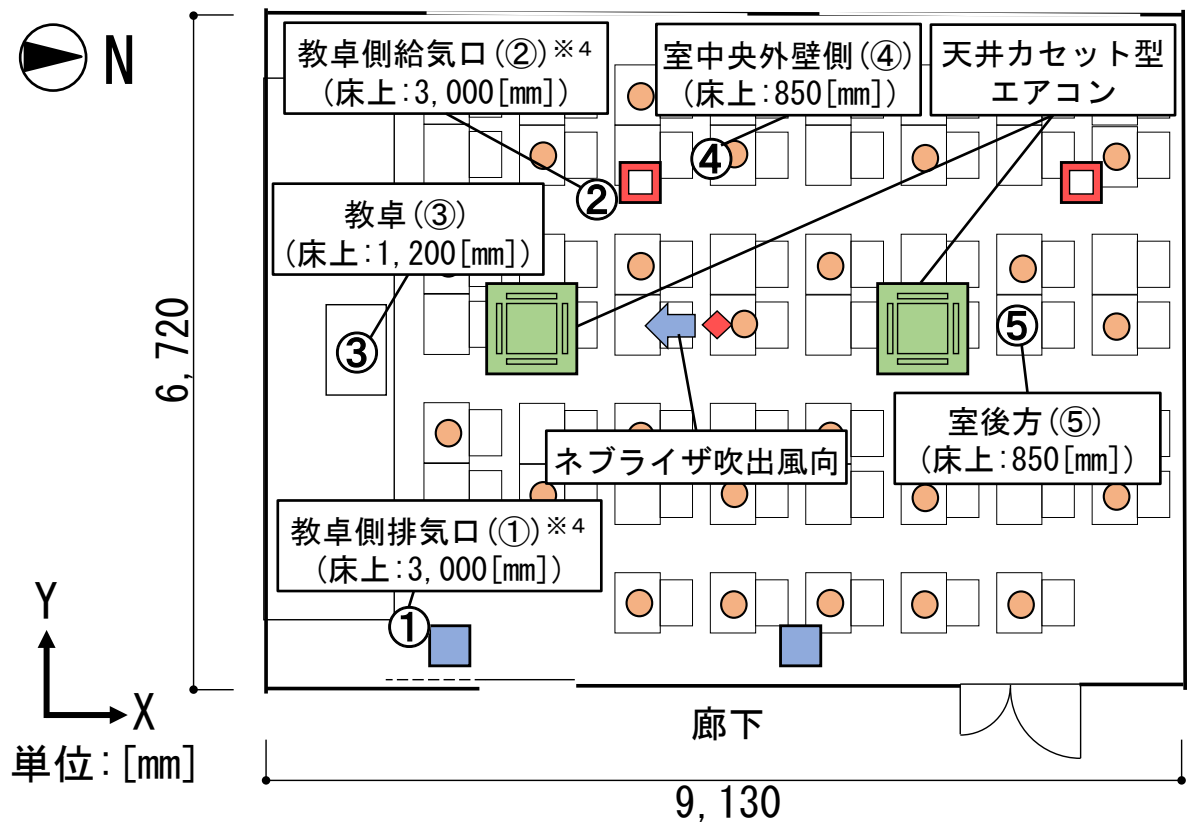 N
教卓側給気口(②)※4
(床上:3,000[mm])
室中央外壁側(④)
(床上:850[mm])
天井カセット型
エアコン
④
②
教卓(③)
(床上:1,200[mm])
6,720
③
⑤
室後方(⑤)
(床上:850[mm])
ネブライザ吹出風向
教卓側排気口(①)※4
(床上:3,000[mm])
①
Y
X
廊下
単位:[mm]
9,130